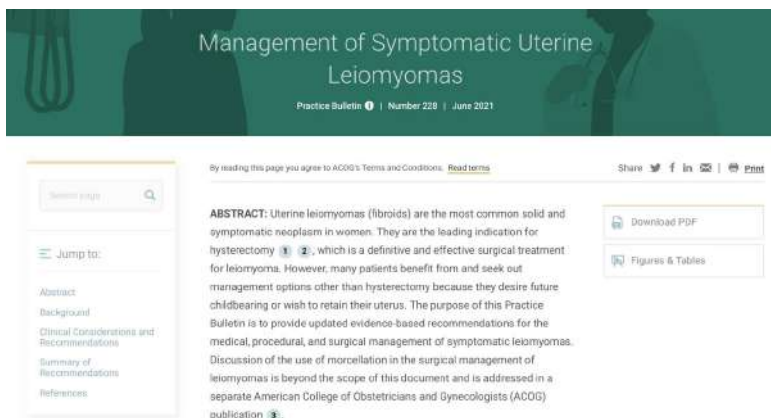 Management of Symptomatic Uterine
Leiomyomas
Practice Bulletin | Number 228 | June 2021
By reading this page you agree to ACOG's Terms and Conditions. Read terms
Share
Print
Search page
Jump to:
Abstract
Background
Clinical Considerations and
Recommendations
Summary of
Recommendations
References
ABSTRACT: Uterine leiomyomas (fibroids) are the most common solid and
symptomatic neoplasm in women. They are the leading indication for
hysterectomy 1 2 , which is a definitive and effective surgical treatment
for leiomyoma. However, many patients benefit from and seek out
management options other than hysterectomy because they desire future
childbearing or wish to retain their uterus. The purpose of this Practice
Bulletin is to provide updated evidence-based recommendations for the
medical, procedural, and surgical management of symptomatic leiomyomas.
Discussion of the use of morcellation in the surgical management of
leiomyomas is beyond the scope of this document and is addressed in a
separate American College of Obstetricians and Gynecologists (ACOG)
publication 3 .
Download PDF
Figures & Tables